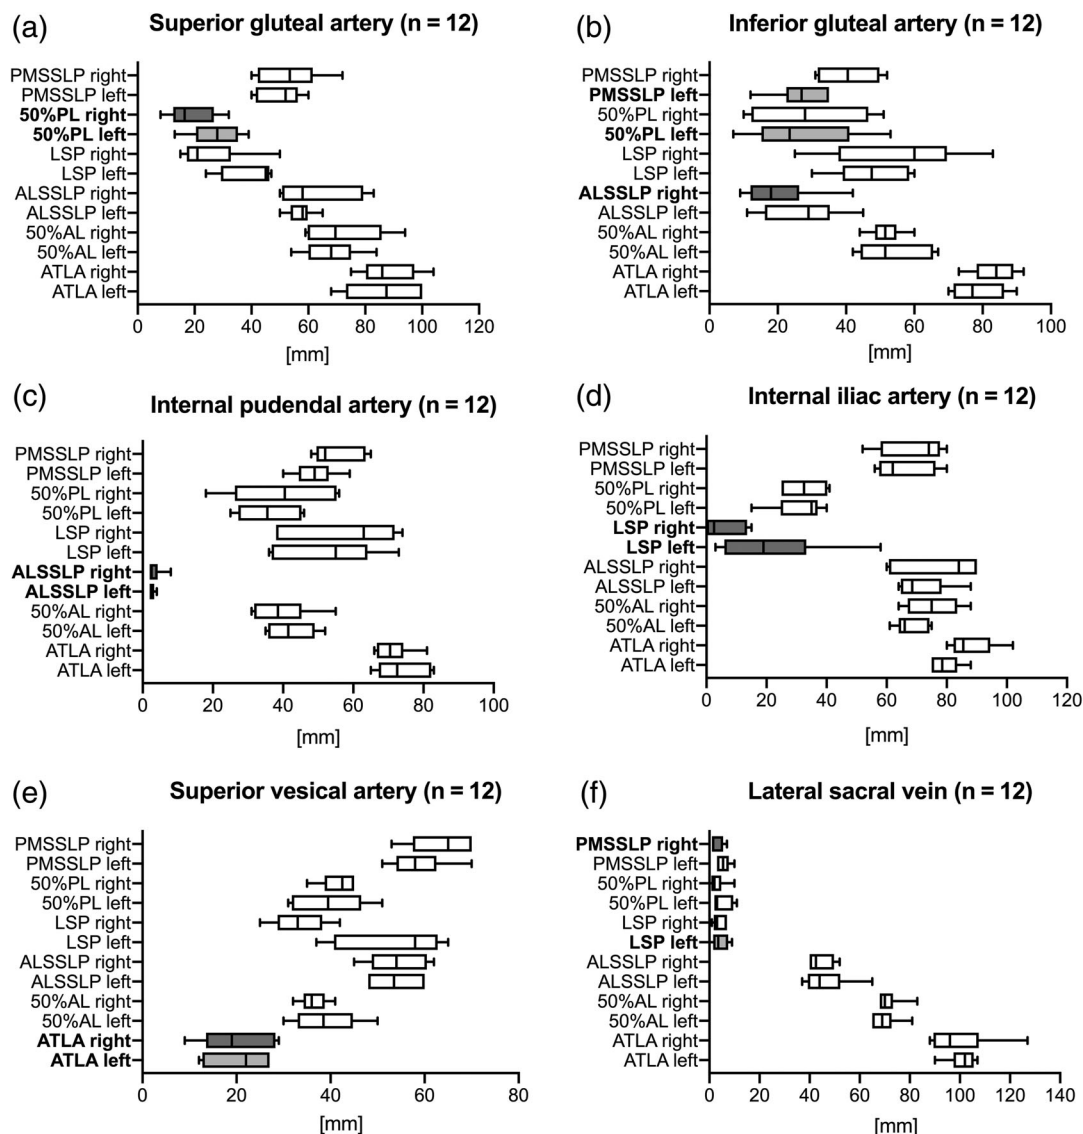 (a) Superior gluteal artery (n = 12)
PMSSLP right
PMSSLP left
50%PL right
50%PL left
LSP right
LSP left
ALSSLP right
ALSSLP left
50%AL right
50%AL left
ATLA right
ATLA left
0 20 40 60 80 100 120
[mm]
(b) Inferior gluteal artery (n = 12)
PMSSLP right
PMSSLP left
50%PL right
50%PL left
LSP right
LSP left
ALSSLP right
ALSSLP left
50%AL right
50%AL left
ATLA right
ATLA left
0 20 40 60 80 100
[mm]
(c) Internal pudendal artery (n = 12)
PMSSLP right
PMSSLP left
50%PL right
50%PL left
LSP right
LSP left
ALSSLP right
ALSSLP left
50%AL right
50%AL left
ATLA right
ATLA left
0 20 40 60 80 100
[mm]
(d) Internal iliac artery (n = 12)
PMSSLP right
PMSSLP left
50%PL right
50%PL left
LSP right
LSP left
ALSSLP right
ALSSLP left
50%AL right
50%AL left
ATLA right
ATLA left
0 20 40 60 80 100 120
[mm]
(e) Superior vesical artery (n = 12)
PMSSLP right
PMSSLP left
50%PL right
50%PL left
LSP right
LSP left
ALSSLP right
ALSSLP left
50%AL right
50%AL left
ATLA right
ATLA left
0 20 40 60 80
[mm]
(f) Lateral sacral vein (n = 12)
PMSSLP right
PMSSLP left
50%PL right
50%PL left
LSP right
LSP left
ALSSLP right
ALSSLP left
50%AL right
50%AL left
ATLA right
ATLA left
0 20 40 60 80 100 120 140
[mm]